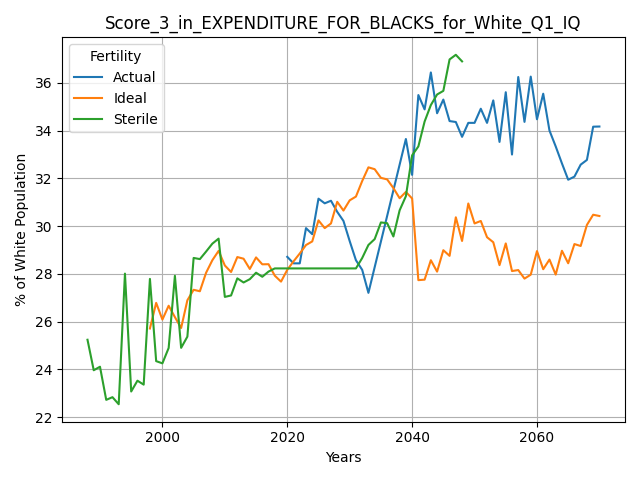 Score_3_in_EXPENDITURE_FOR_BLACKS_for_White_Q1_IQ
Fertility
Actual
Ideal
Sterile
% of White Population
36
34
32
30
28
26
24
22
2000
2020
2040
2060
Years